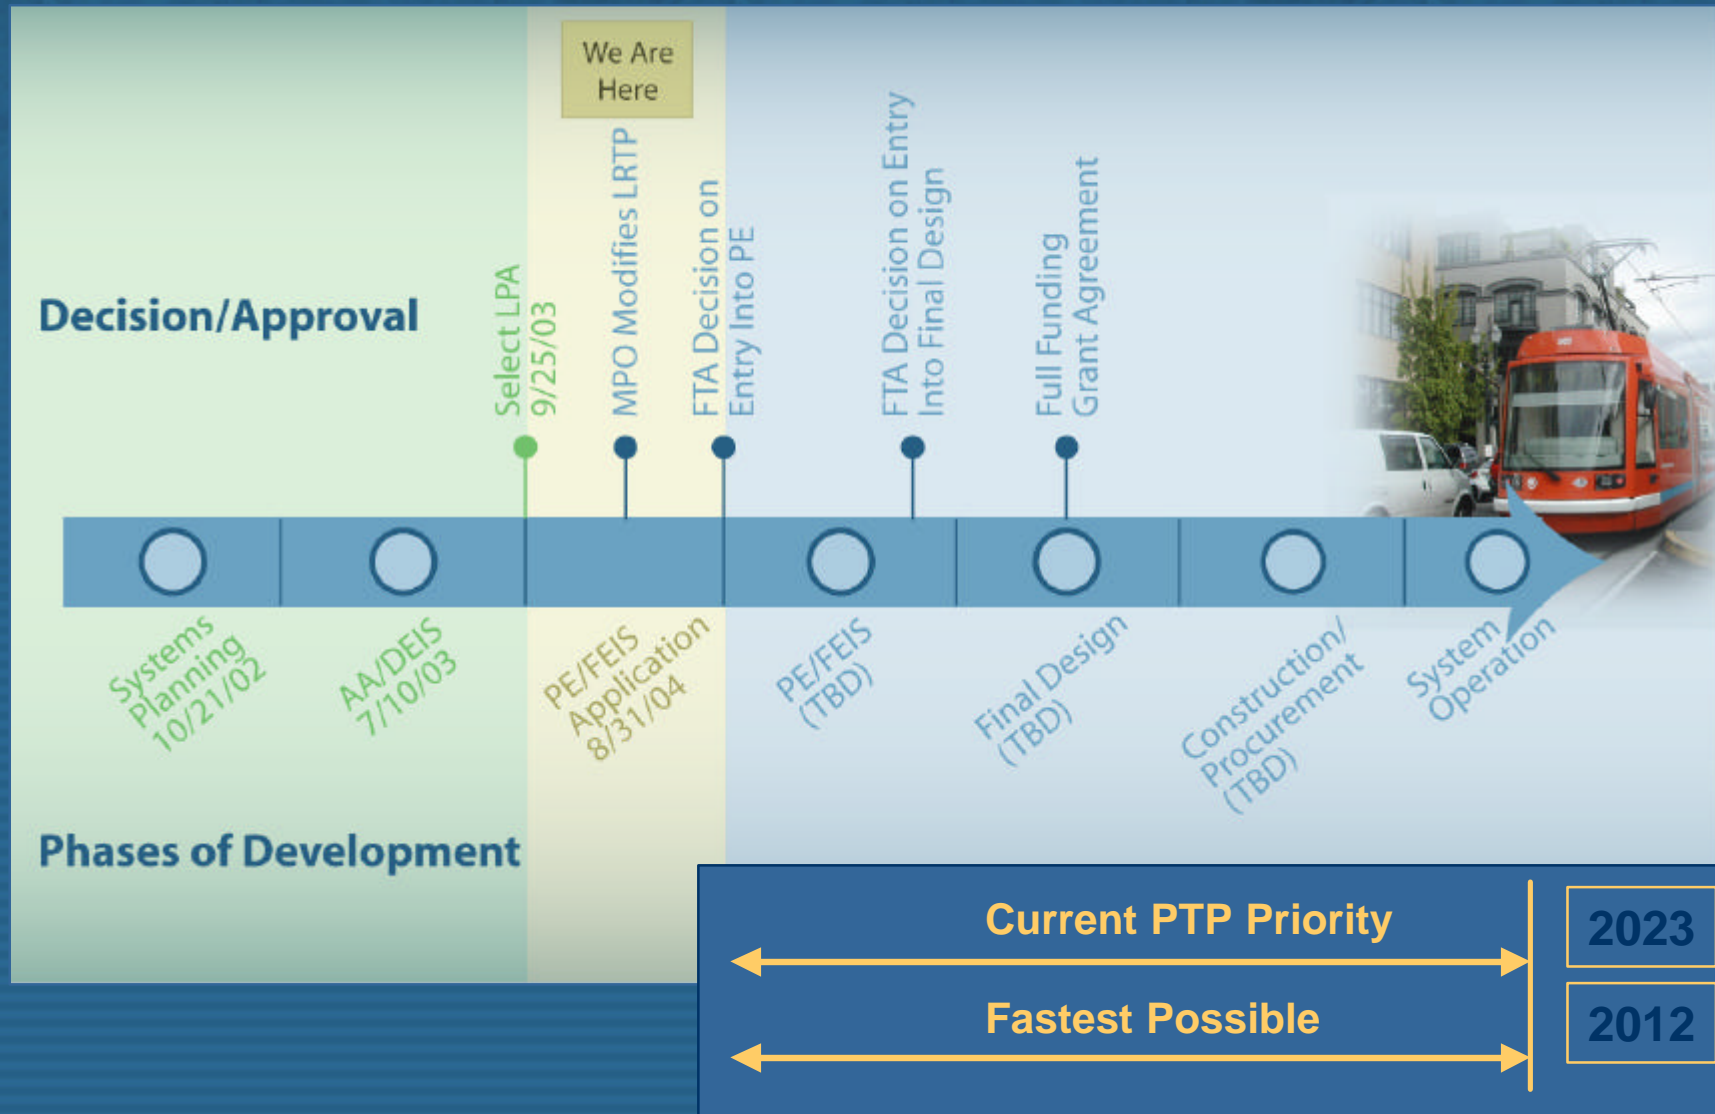 We Are
Here
Decision/Approval
Select LPA
9/25/03
MPO Modifies LRTP
FTA Decision on
Entry Into PE
FTA Decision on Entry
Into Final Design
Full Funding
Grant Agreement
Systems
Planning
10/21/02
AA/DEIS
7/10/03
PE/FEIS
Application
8/31/04
PE/FEIS
(TBD)
Final Design
(TBD)
Construction/
Procurement
(TBD)
System
Operation
Phases of Development
Current PTP Priority
2023
Fastest Possible
2012